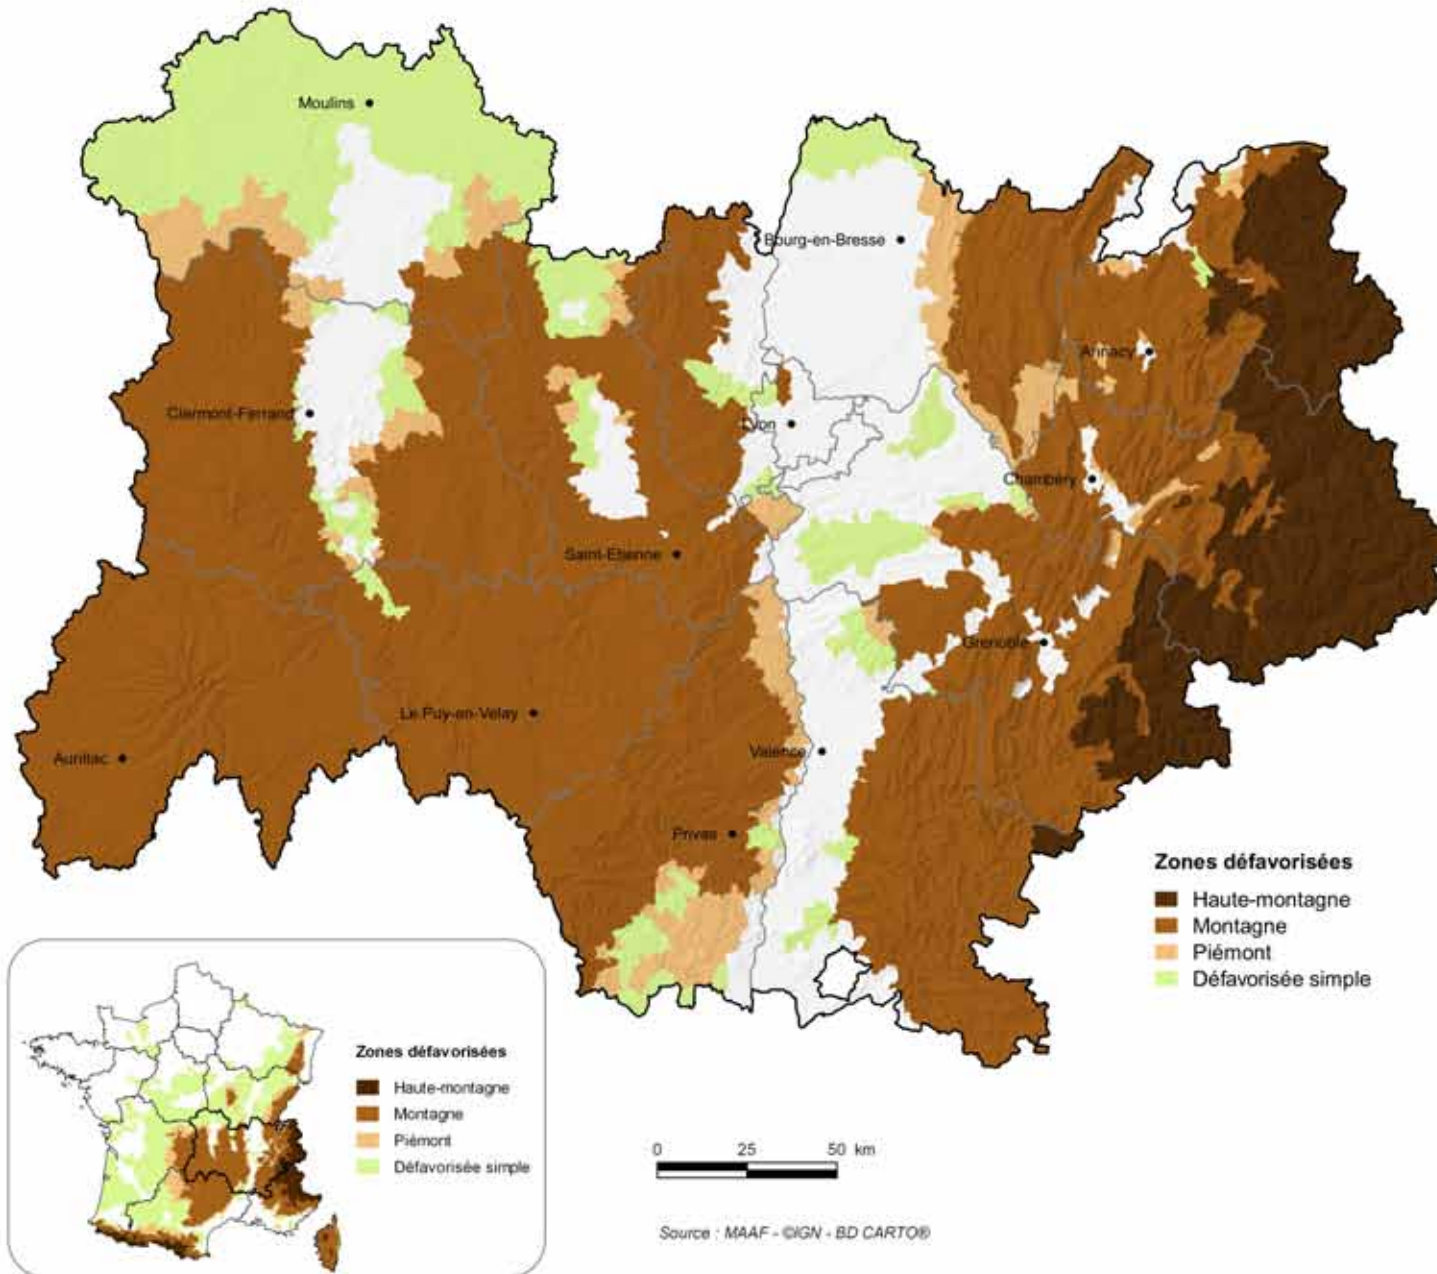 Moulins
Bourg-en-Bresse
Annecy
Clermont-Ferrand
Lyon
Chambéry
Saint-Etienne
Grenoble
Le Puy-en-Velay
Valence
Aurillac
Privas
Zones défavorisées
Haute-montagne
Montagne
Piémont
Défavorisée simple
Zones défavorisées
Haute-montagne
Montagne
Piémont
Défavorisée simple
0 25 50 km
Source : MAAF - ©IGN - BD CARTO®